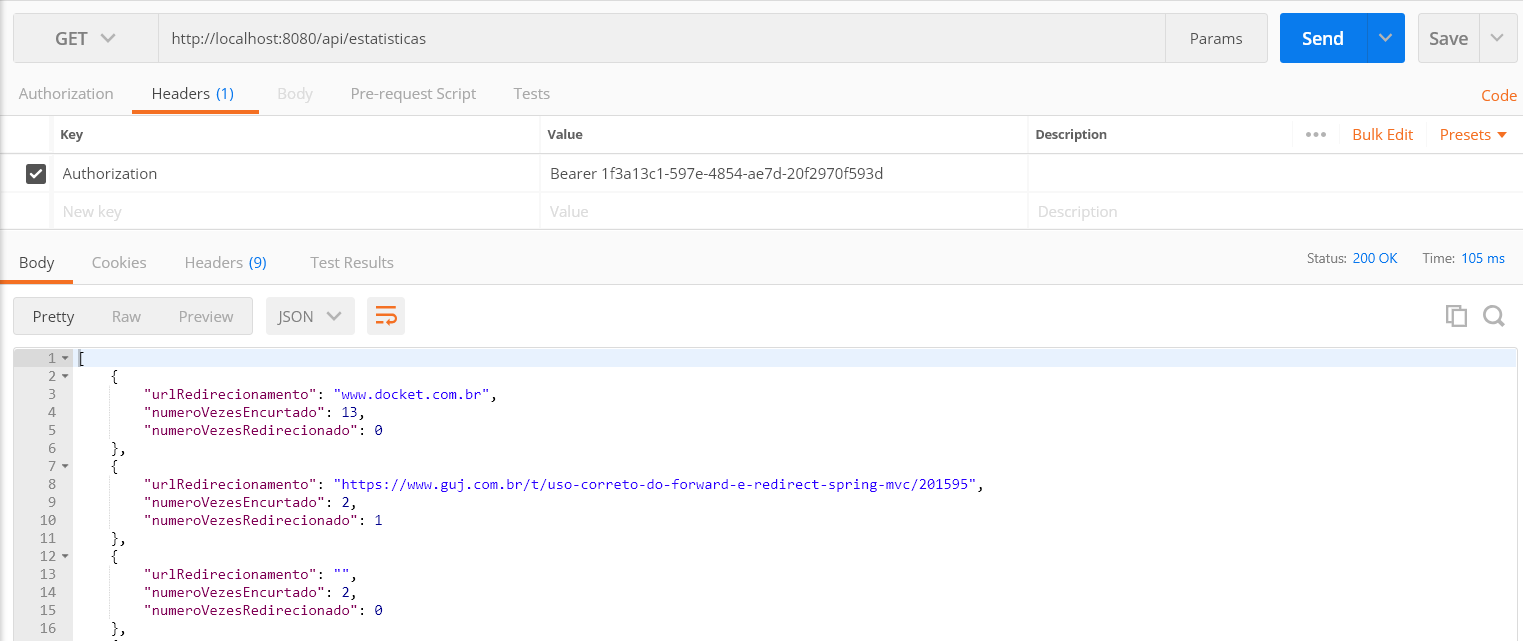 GET http://localhost:8080/api/estatisticas Params Send Save
Authorization Headers (1) Body Pre-request Script Tests Code
Key Value Description ••• Bulk Edit Presets
Authorization Bearer 1f3a13c1-597e-4854-ae7d-20f2970f593d
New key Value Description
Body Cookies Headers (9) Test Results Status: 200 OK Time: 105 ms
Pretty Raw Preview JSON
1 [
2 {
3 "urlRedirecionamento": "www.docket.com.br",
4 "numeroVezesEncurtado": 13,
5 "numeroVezesRedirecionado": 0
6 },
7 {
8 "urlRedirecionamento": "https://www.guj.com.br/t/uso-correto-do-forward-e-redirect-spring-mvc/201595",
9 "numeroVezesEncurtado": 2,
10 "numeroVezesRedirecionado": 1
11 },
12 {
13 "urlRedirecionamento": "",
14 "numeroVezesEncurtado": 2,
15 "numeroVezesRedirecionado": 0
16 },